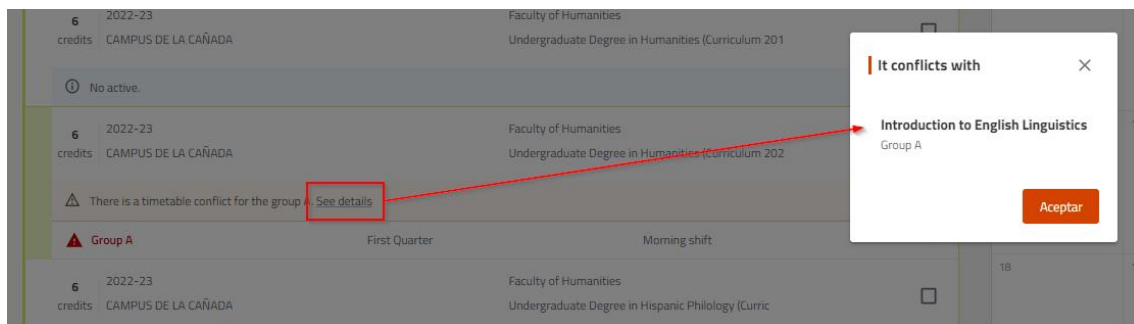 6 2022-23 Faculty of Humanities
credits CAMPUS DE LA CAÑADA Undergraduate Degree in Humanities (Curriculum 201
No active.
6 2022-23 Faculty of Humanities
credits CAMPUS DE LA CAÑADA Undergraduate Degree in Humanities (Curriculum 202
There is a timetable conflict for the group A. See details
Group A First Quarter Morning shift
6 2022-23 Faculty of Humanities
credits CAMPUS DE LA CAÑADA Undergraduate Degree in Hispanic Philology (Curric
It conflicts with
Introduction to English Linguistics
Group A
Aceptar
18